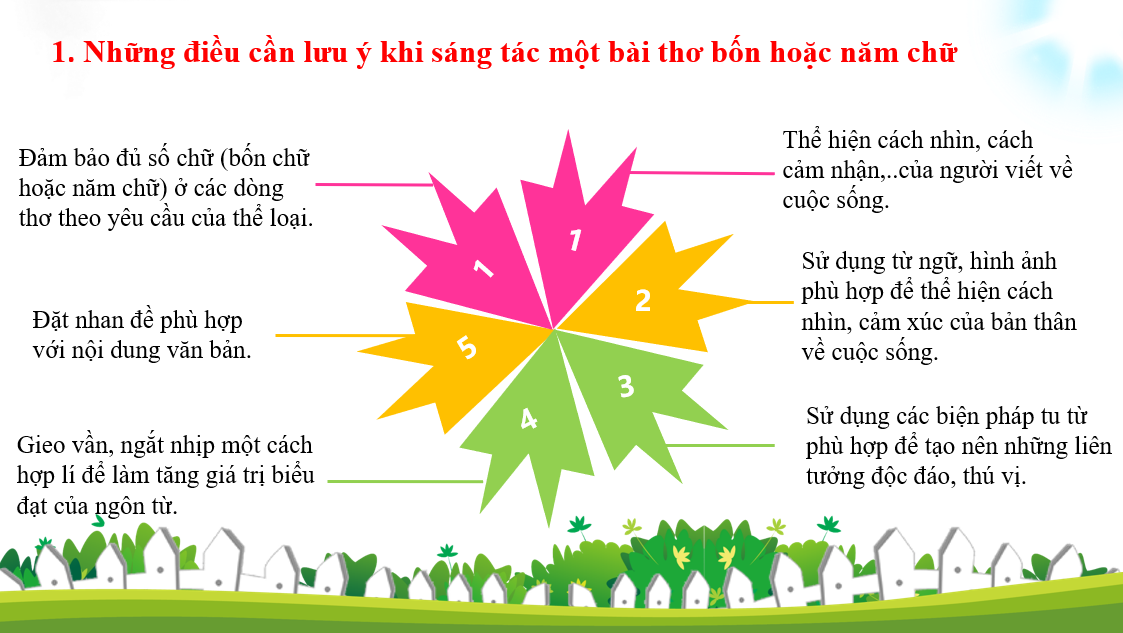 1. Những điều cần lưu ý khi sáng tác một bài thơ bốn hoặc năm chữ
Đảm bảo đủ số chữ (bốn chữ
hoặc năm chữ) ở các dòng
thơ theo yêu cầu của thể loại.
Đặt nhan đề phù hợp
với nội dung văn bản.
Gieo vần, ngắt nhịp một cách
hợp lí để làm tăng giá trị biểu
đạt của ngôn từ.
1
1
2
3
4
5
Thể hiện cách nhìn, cách
cảm nhận,..của người viết về
cuộc sống.
Sử dụng từ ngữ, hình ảnh
phù hợp để thể hiện cách
nhìn, cảm xúc của bản thân
về cuộc sống.
Sử dụng các biện pháp tu từ
phù hợp để tạo nên những liên
tưởng độc đáo, thú vị.